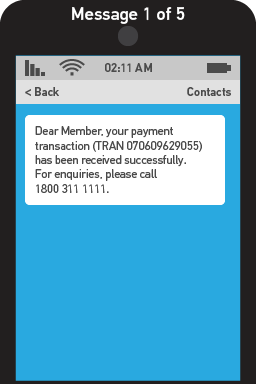 Message 1 of 5
02:11 AM
< Back Contacts
Dear Member, your payment
transaction (TRAN 070609629055)
has been received successfully.
For enquiries, please call
1800 311 1111.